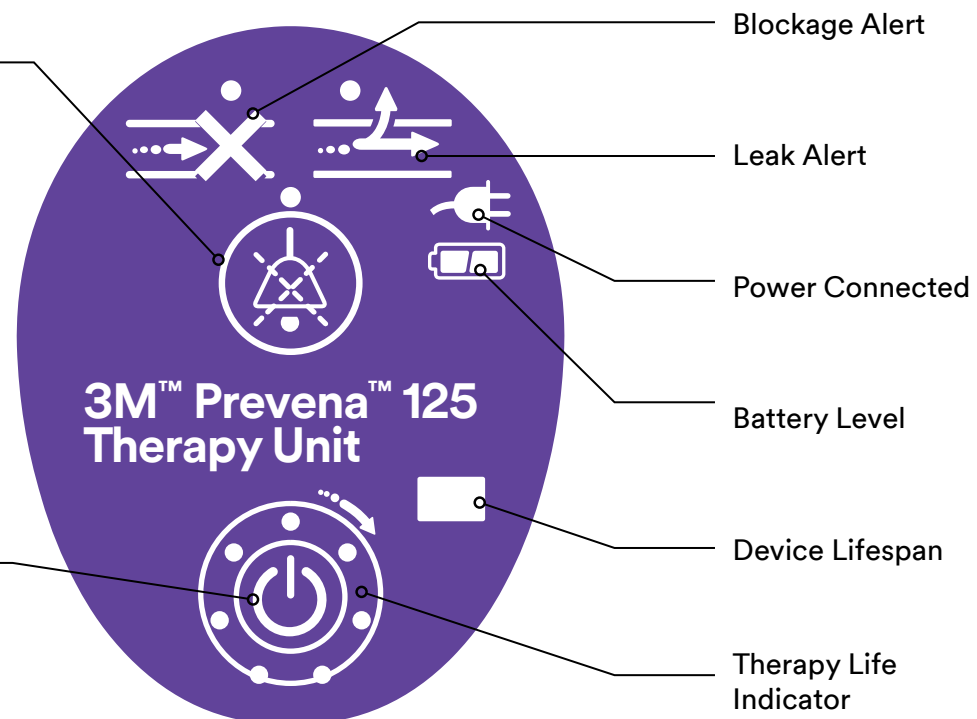 Blockage Alert
Leak Alert
Power Connected
3M™ Prevena™ 125
Therapy Unit
Battery Level
Device Lifespan
Therapy Life
Indicator